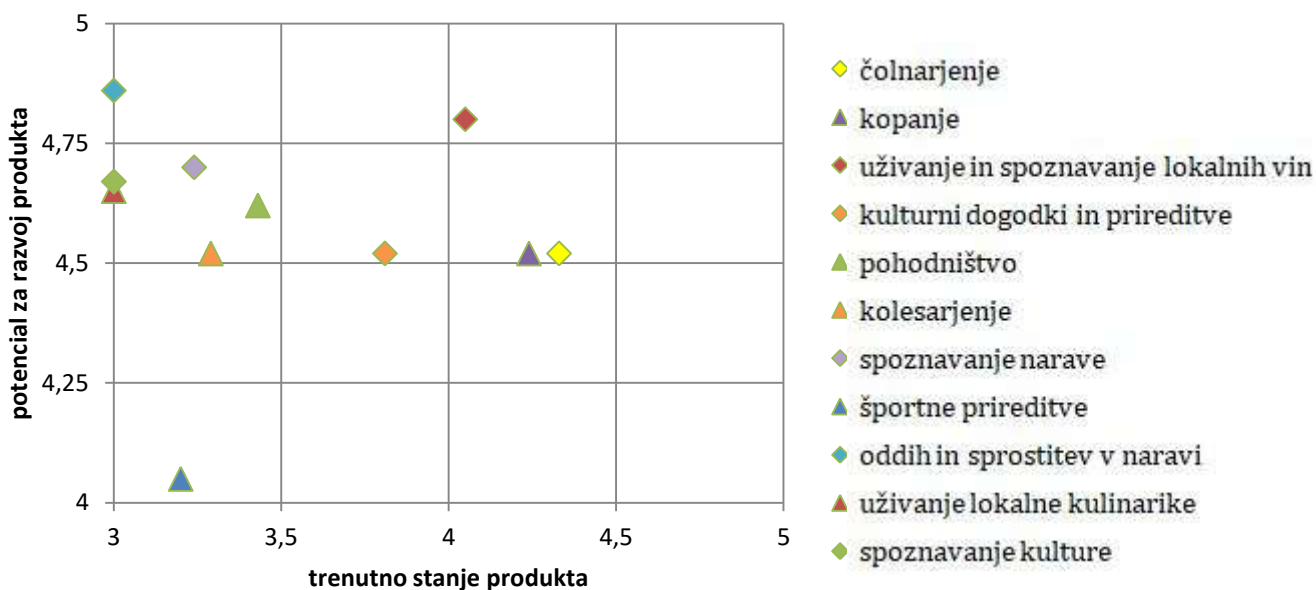 potencial za razvoj produkta
5
4,75
4,5
4,25
4
3 3,5 4 4,5 5
trenutno stanje produkta
čolnarjenje
kopanje
uživanje in spoznavanje lokalnih vin
kulturni dogodki in prireditve
pohodništvo
kolesarjenje
spoznavanje narave
športne prireditve
oddih in sprostitev v naravi
uživanje lokalne kulinarike
spoznavanje kulture